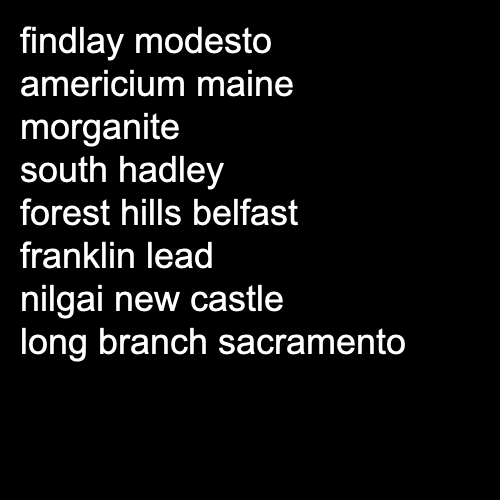 findlay modesto
americium maine
morganite
south hadley
forest hills belfast
franklin lead
nilgai new castle
long branch sacramento